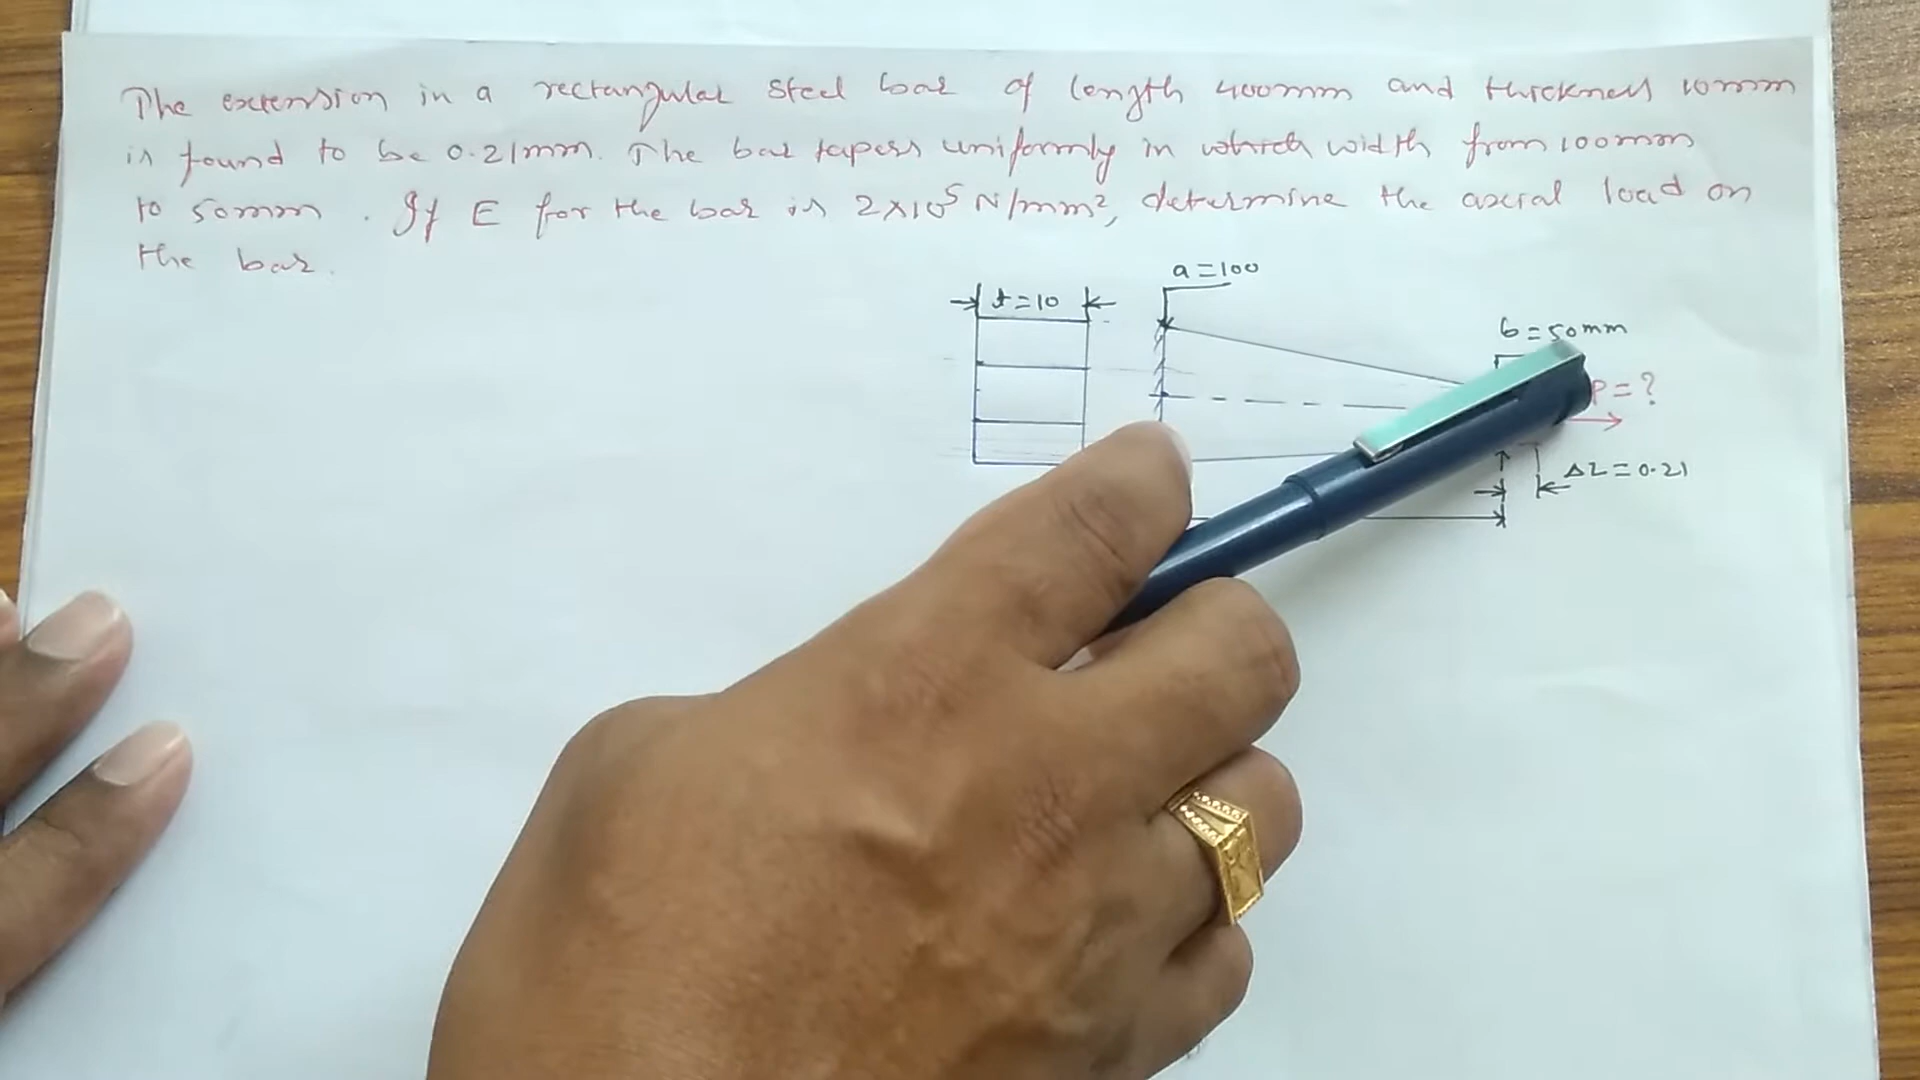 The extension in a rectangular steel bar of length 400mm and thickness 10mm
is found to be 0.21mm. The bar tapers uniformly in which width from 100mm
to 50mm. If E for the bar is 2×10⁵ N/mm², determine the axial load on
the bar.
a=100
t=10
b=50mm
P=?
ΔL=0.21